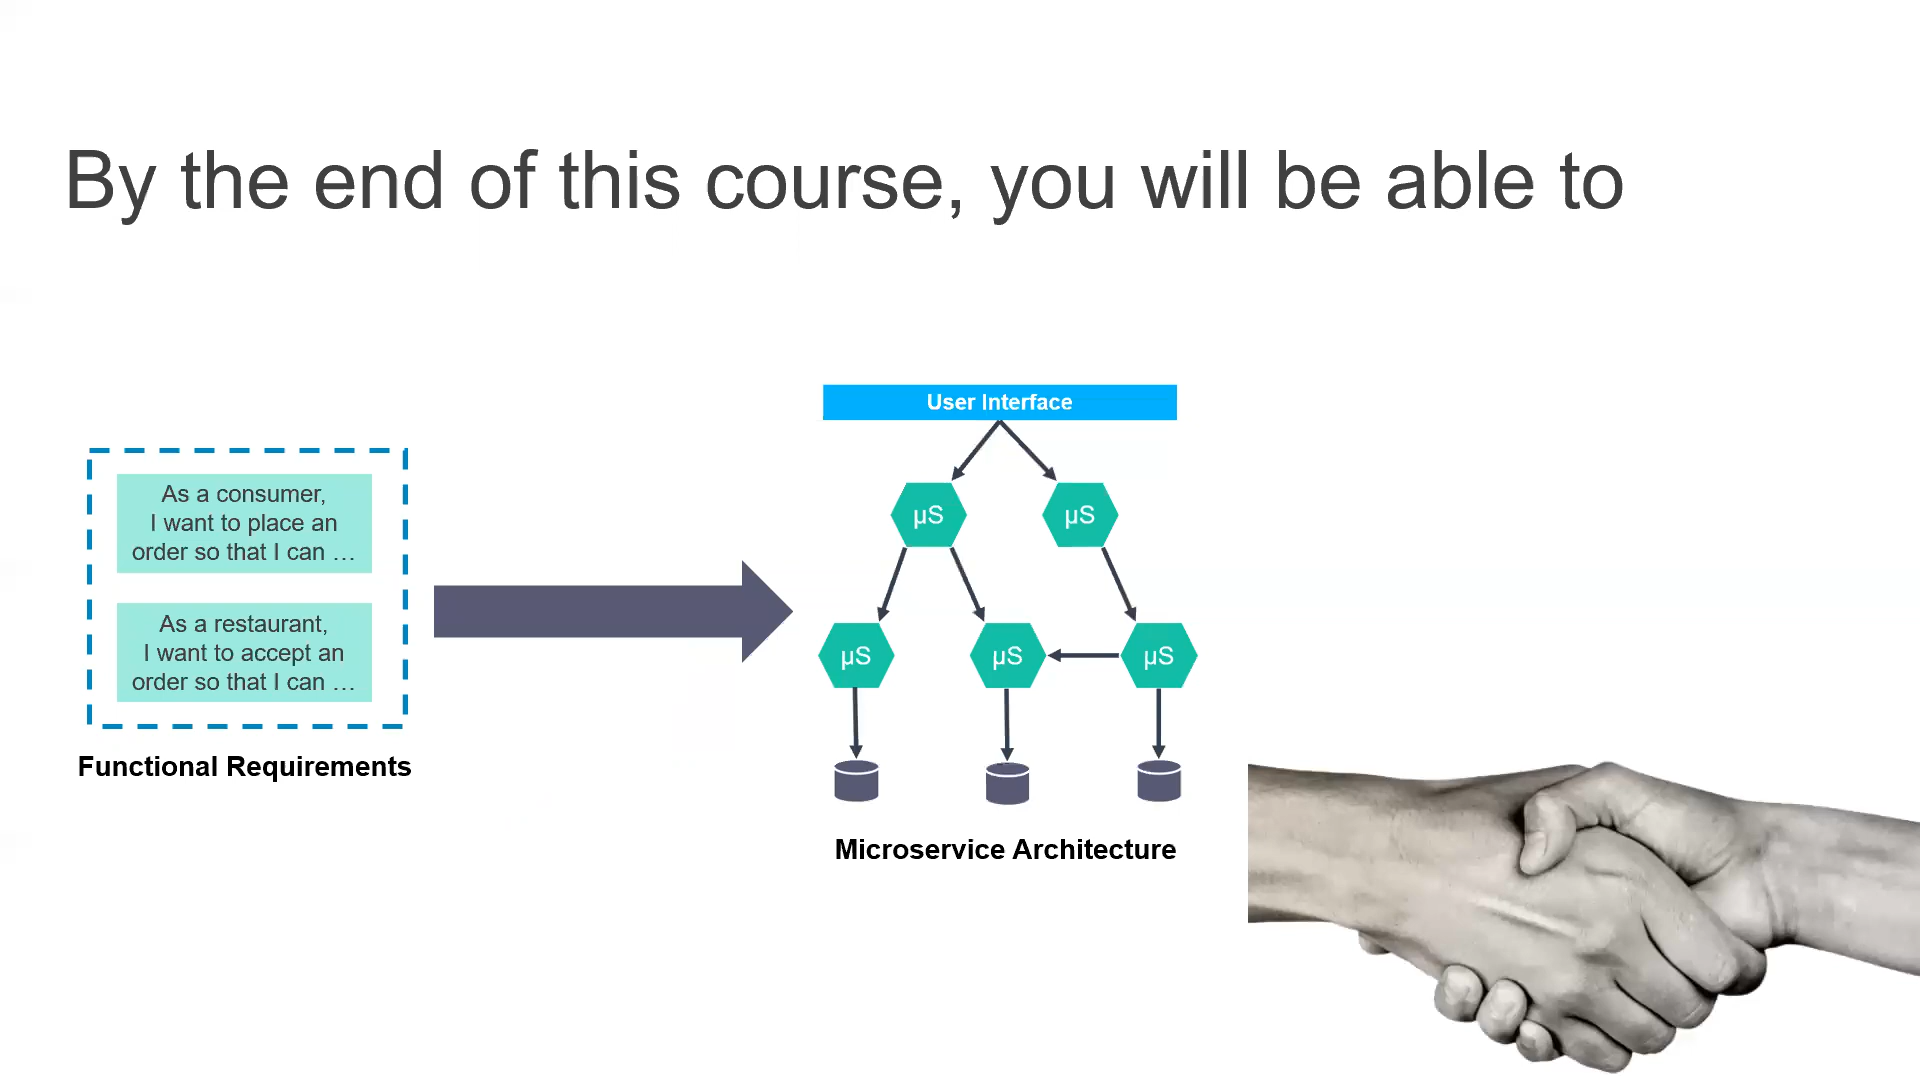 By the end of this course, you will be able to
As a consumer,
I want to place an
order so that I can …
As a restaurant,
I want to accept an
order so that I can …
Functional Requirements
User Interface
µS
µS
µS
µS
µS
Microservice Architecture